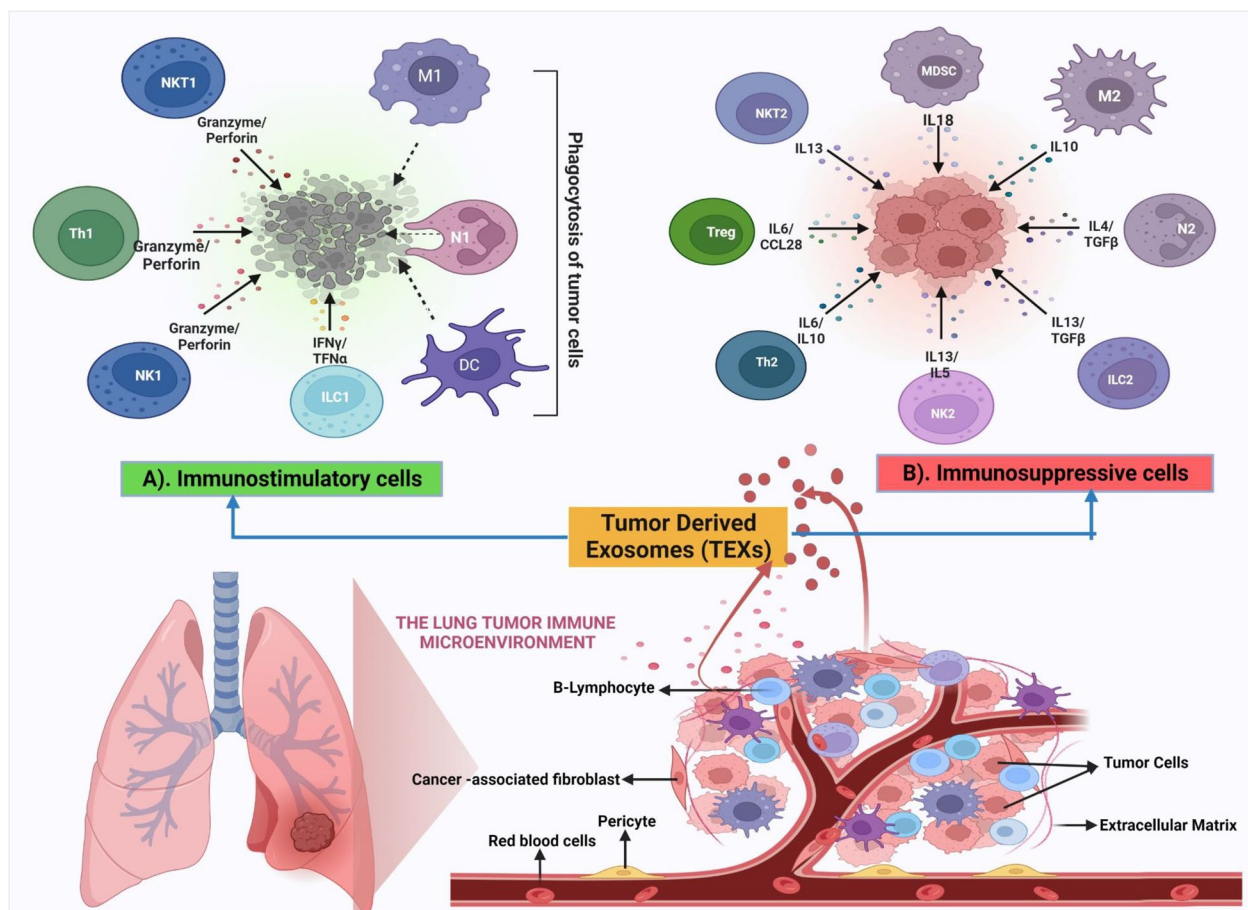 NKT1
Granzyme/
Perforin
M1
Th1
Granzyme/
Perforin
N1
Granzyme/
Perforin
NK1
IFNγ/
TFNα
ILC1
DC
Phagocytosis of tumor cells
MDSC
IL18
M2
IL10
NKT2
IL13
Treg
IL6/
CCL28
IL4/
TGFβ
N2
IL6/
IL10
Th2
IL13/
IL5
NK2
IL13/
TGFβ
ILC2
A). Immunostimulatory cells
B). Immunosuppressive cells
Tumor Derived
Exosomes (TEXs)
THE LUNG TUMOR IMMUNE
MICROENVIRONMENT
B-Lymphocyte
Cancer -associated fibroblast
Tumor Cells
Pericyte
Extracellular Matrix
Red blood cells